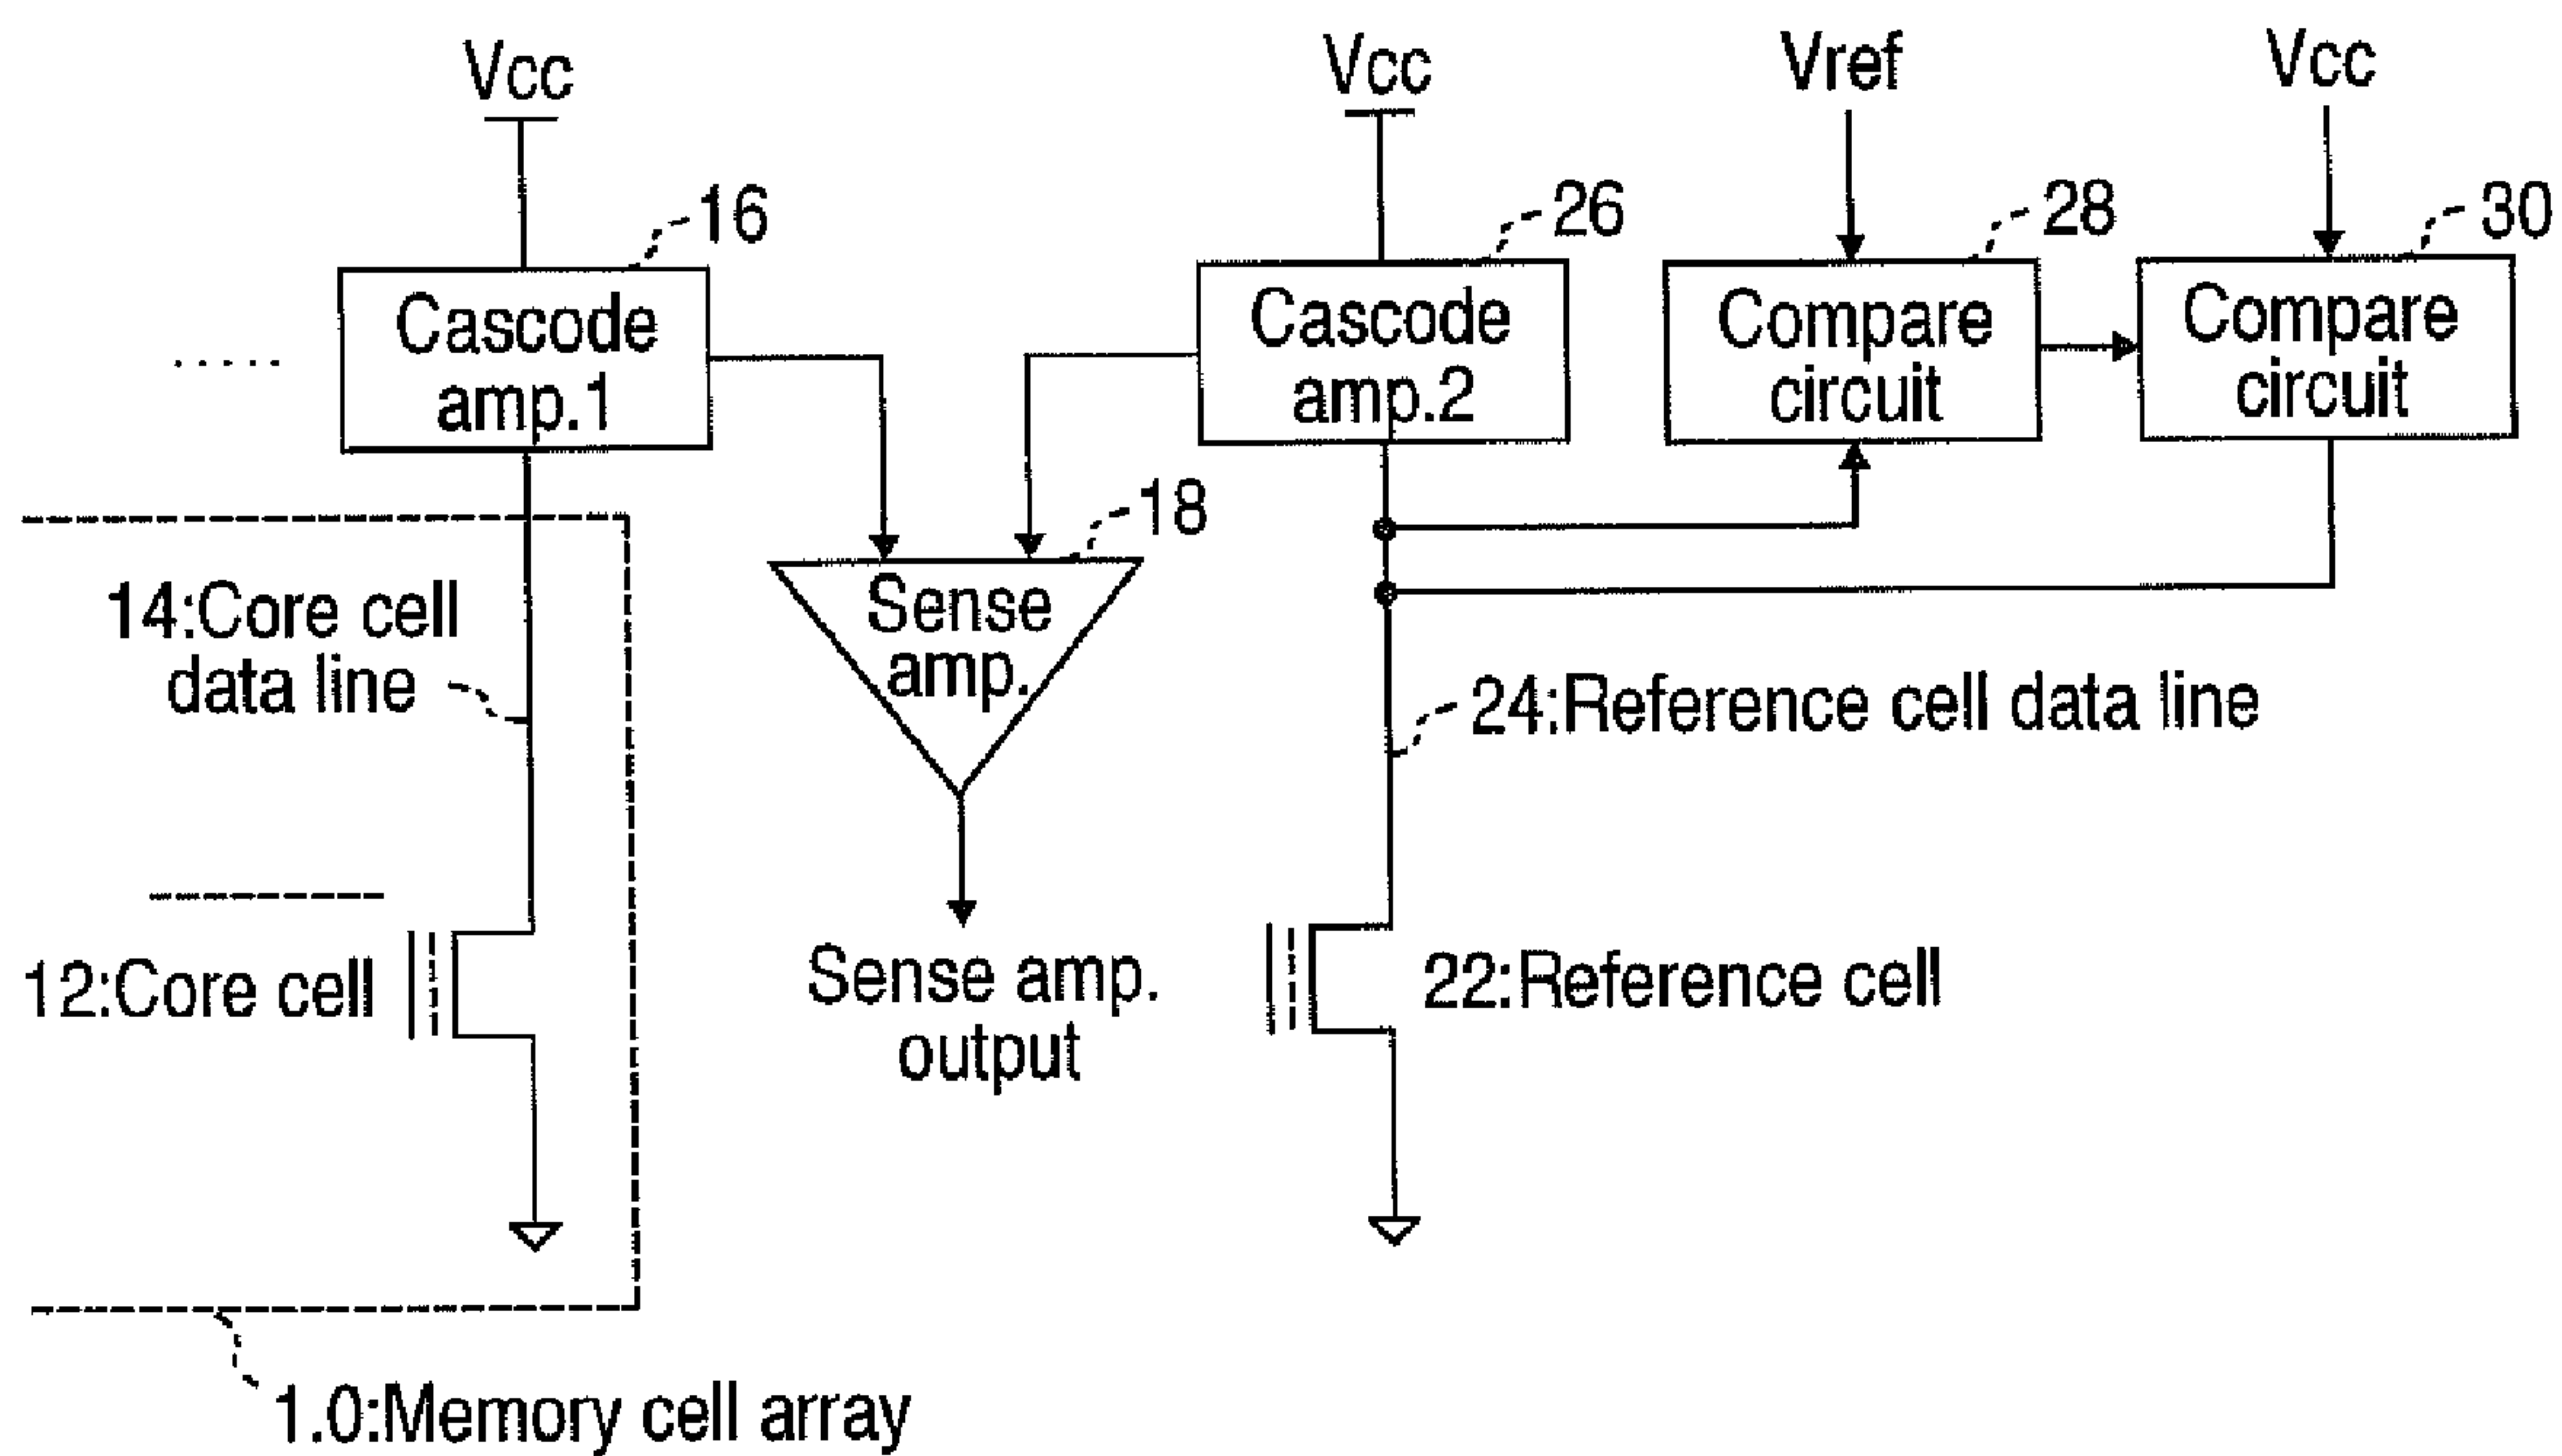 Vcc
Vcc
Vref
Vcc
16
26
28
30
Cascode
amp.1
Cascode
amp.2
Compare
circuit
Compare
circuit
18
14:Core cell
data line
Sense
amp.
24:Reference cell data line
12:Core cell
Sense amp.
output
22:Reference cell
1.0:Memory cell array